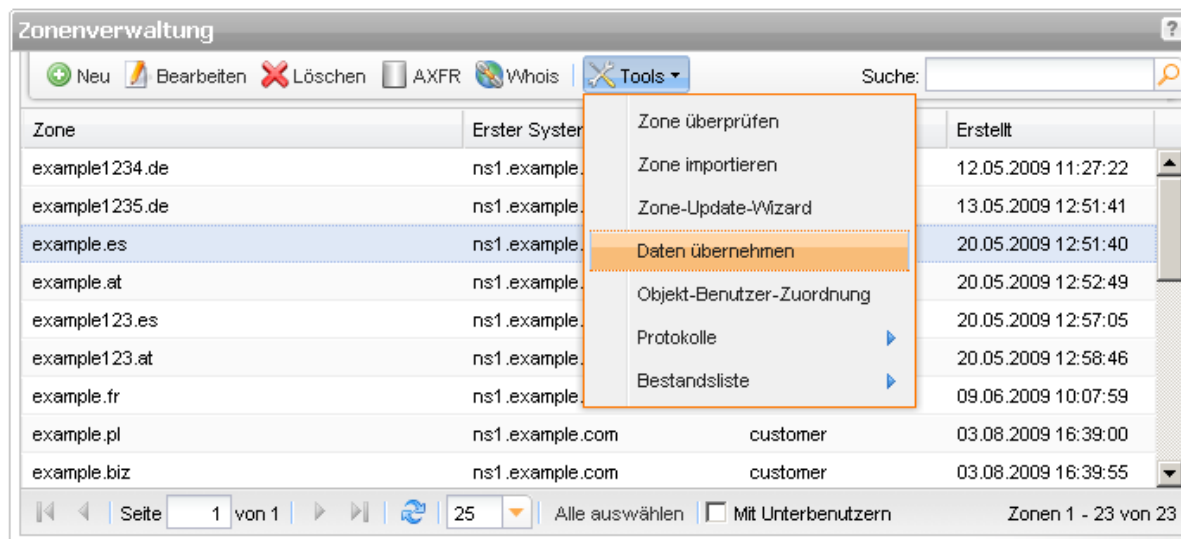 Zonenverwaltung ?
Neu Bearbeiten Löschen AXFR Whois Tools Suche:
Zone Erster Syster Erstellt
example1234.de ns1.example. 12.05.2009 11:27:22
example1235.de ns1.example. 13.05.2009 12:51:41
example.es ns1.example. 20.05.2009 12:51:40
example.at ns1.example. 20.05.2009 12:52:49
example123.es ns1.example. 20.05.2009 12:57:05
example123.at ns1.example. 20.05.2009 12:58:46
example.fr ns1.example. 09.06.2009 10:07:59
example.pl ns1.example.com customer 03.08.2009 16:39:00
example.biz ns1.example.com customer 03.08.2009 16:39:55
Zone überprüfen
Zone importieren
Zone-Update-Wizard
Daten übernehmen
Objekt-Benutzer-Zuordnung
Protokolle
Bestandsliste
Seite 1 von 1 25 Alle auswählen Mit Unterbenutzern Zonen 1 - 23 von 23